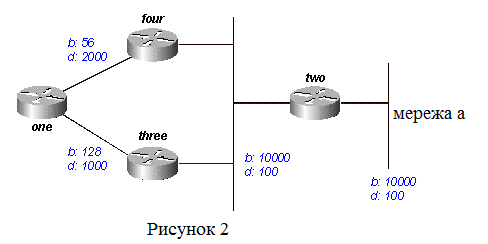 four
b: 56
d: 2000
two
one
мережа а
three
b: 128
d: 1000
b: 10000
d: 100
b: 10000
d: 100
Рисунок 2